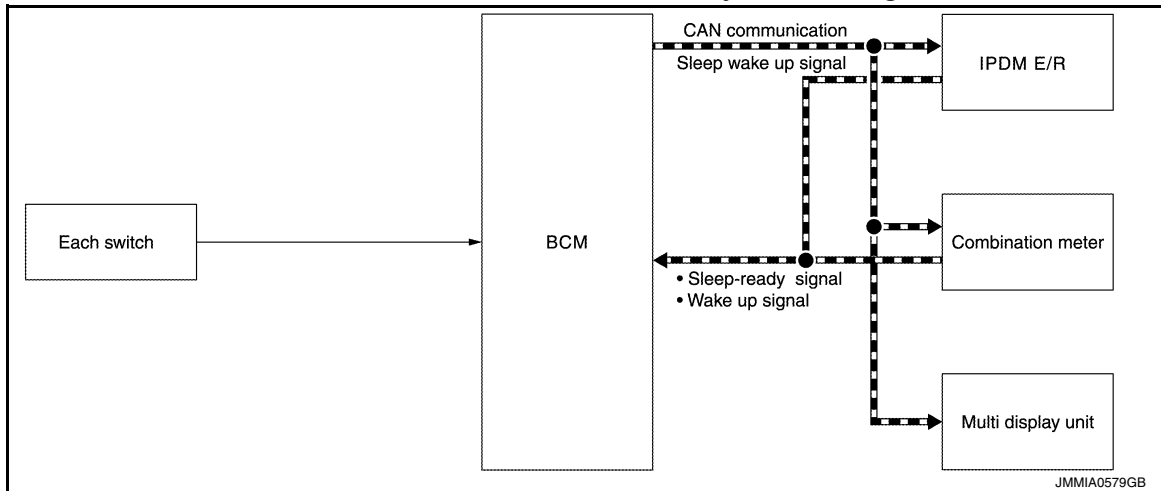 CAN communication
Sleep wake up signal
IPDM E/R
Each switch
BCM
Combination meter
• Sleep-ready signal
• Wake up signal
Multi display unit
JMMIA0579GB